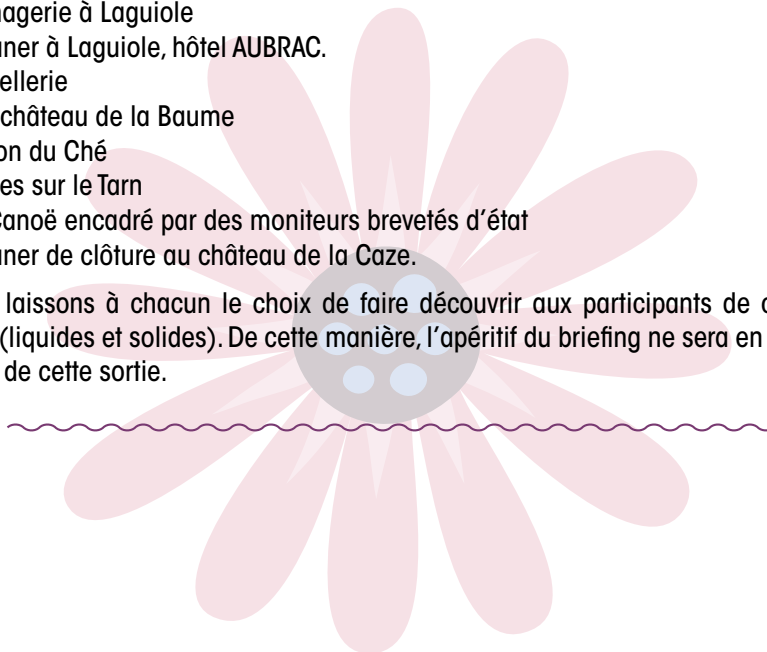 nagerie à Laguiole
uner à Laguiole, hôtel AUBRAC.
ellerie
château de la Baume
on du Ché
es sur le Tarn
Canoë encadré par des moniteurs brevetés d’état
uner de clôture au château de la Caze.
laissons à chacun le choix de faire découvrir aux participants de
(liquides et solides). De cette manière, l’apéritif du briefing ne sera en
de cette sortie.